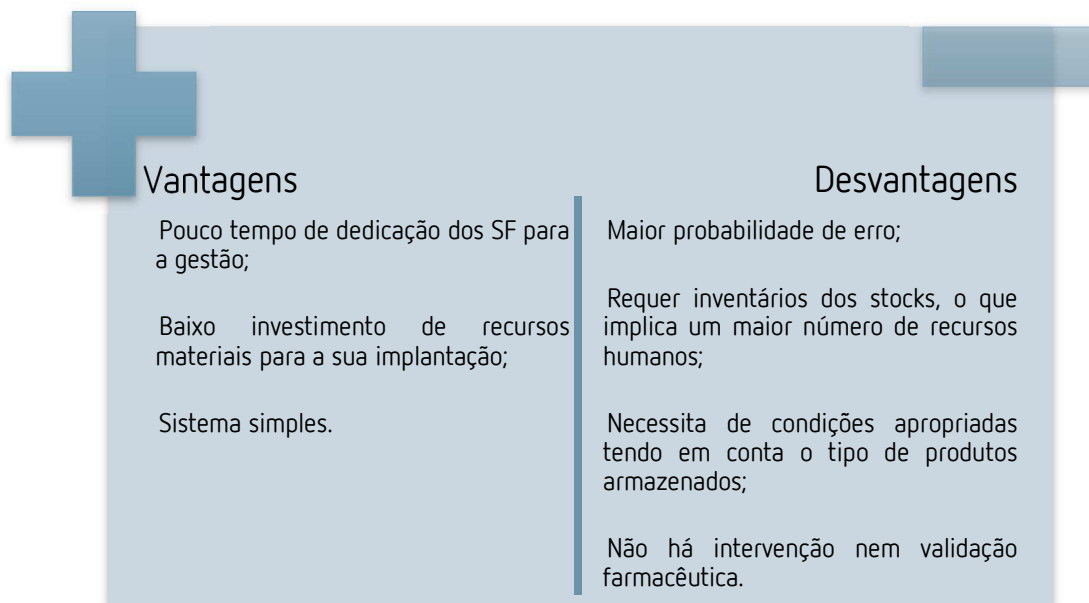 Vantagens
Pouco tempo de dedicação dos SF para
a gestão;
Baixo investimento de recursos
materiais para a sua implantação;
Sistema simples.
Desvantagens
Maior probabilidade de erro;
Requer inventários dos stocks, o que
implica um maior número de recursos
humanos;
Necessita de condições apropriadas
tendo em conta o tipo de produtos
armazenados;
Não há intervenção nem validação
farmacêutica.